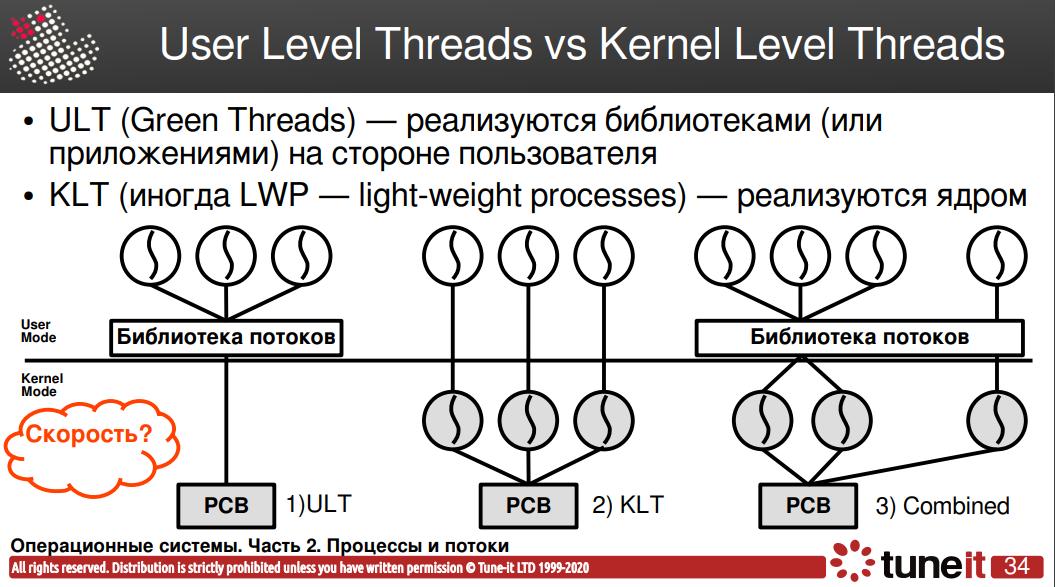 User Level Threads vs Kernel Level Threads
• ULT (Green Threads) — реализуются библиотеками (или
приложениями) на стороне пользователя
• KLT (иногда LWP — light-weight processes) — реализуются ядром
User
Mode
Библиотека потоков
Библиотека потоков
Kernel
Mode
Скорость?
PCB
1)ULT
PCB
2) KLT
PCB
3) Combined
Операционные системы. Часть 2. Процессы и потоки
All rights reserved. Distribution is strictly prohibited unless you have written permission © Tune-it LTD 1999-2020
tuneit
34